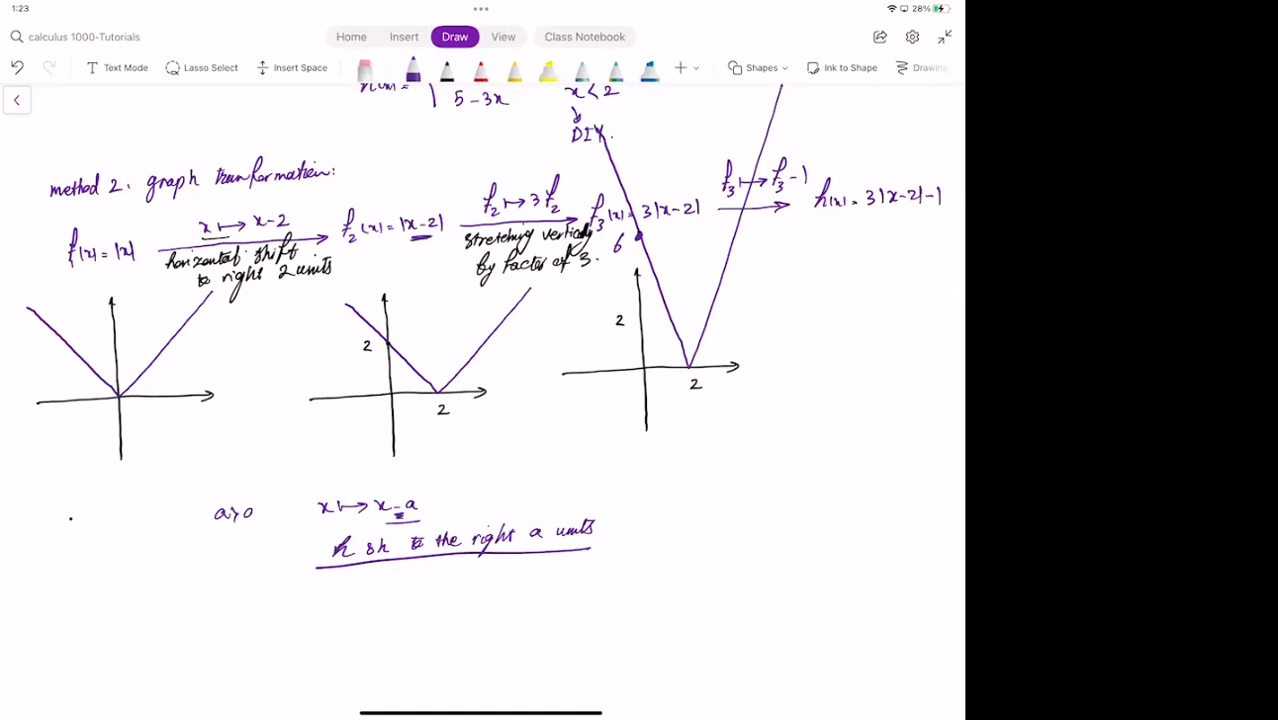 1:23
28%
calculus 1000-Tutorials
Home Insert Draw View Class Notebook
Text Mode Lasso Select Insert Space Shapes Ink to Shape Drawing
h(x) = 5 - 3x x < 2
DIY.
method 2. graph transformation:
f(x) = |x|
x ↦ x-2
horizontal shift
to right 2 units
f₂(x) = |x-2|
f₂ ↦ 3f₂
stretching vertically
by factor of 3.
f₃(x) = 3|x-2|
f₃ ↦ f₃ - 1
h(x) = 3|x-2| - 1
2
2
6
2
2
a>0 x ↦ x-a
h sh to the right a units